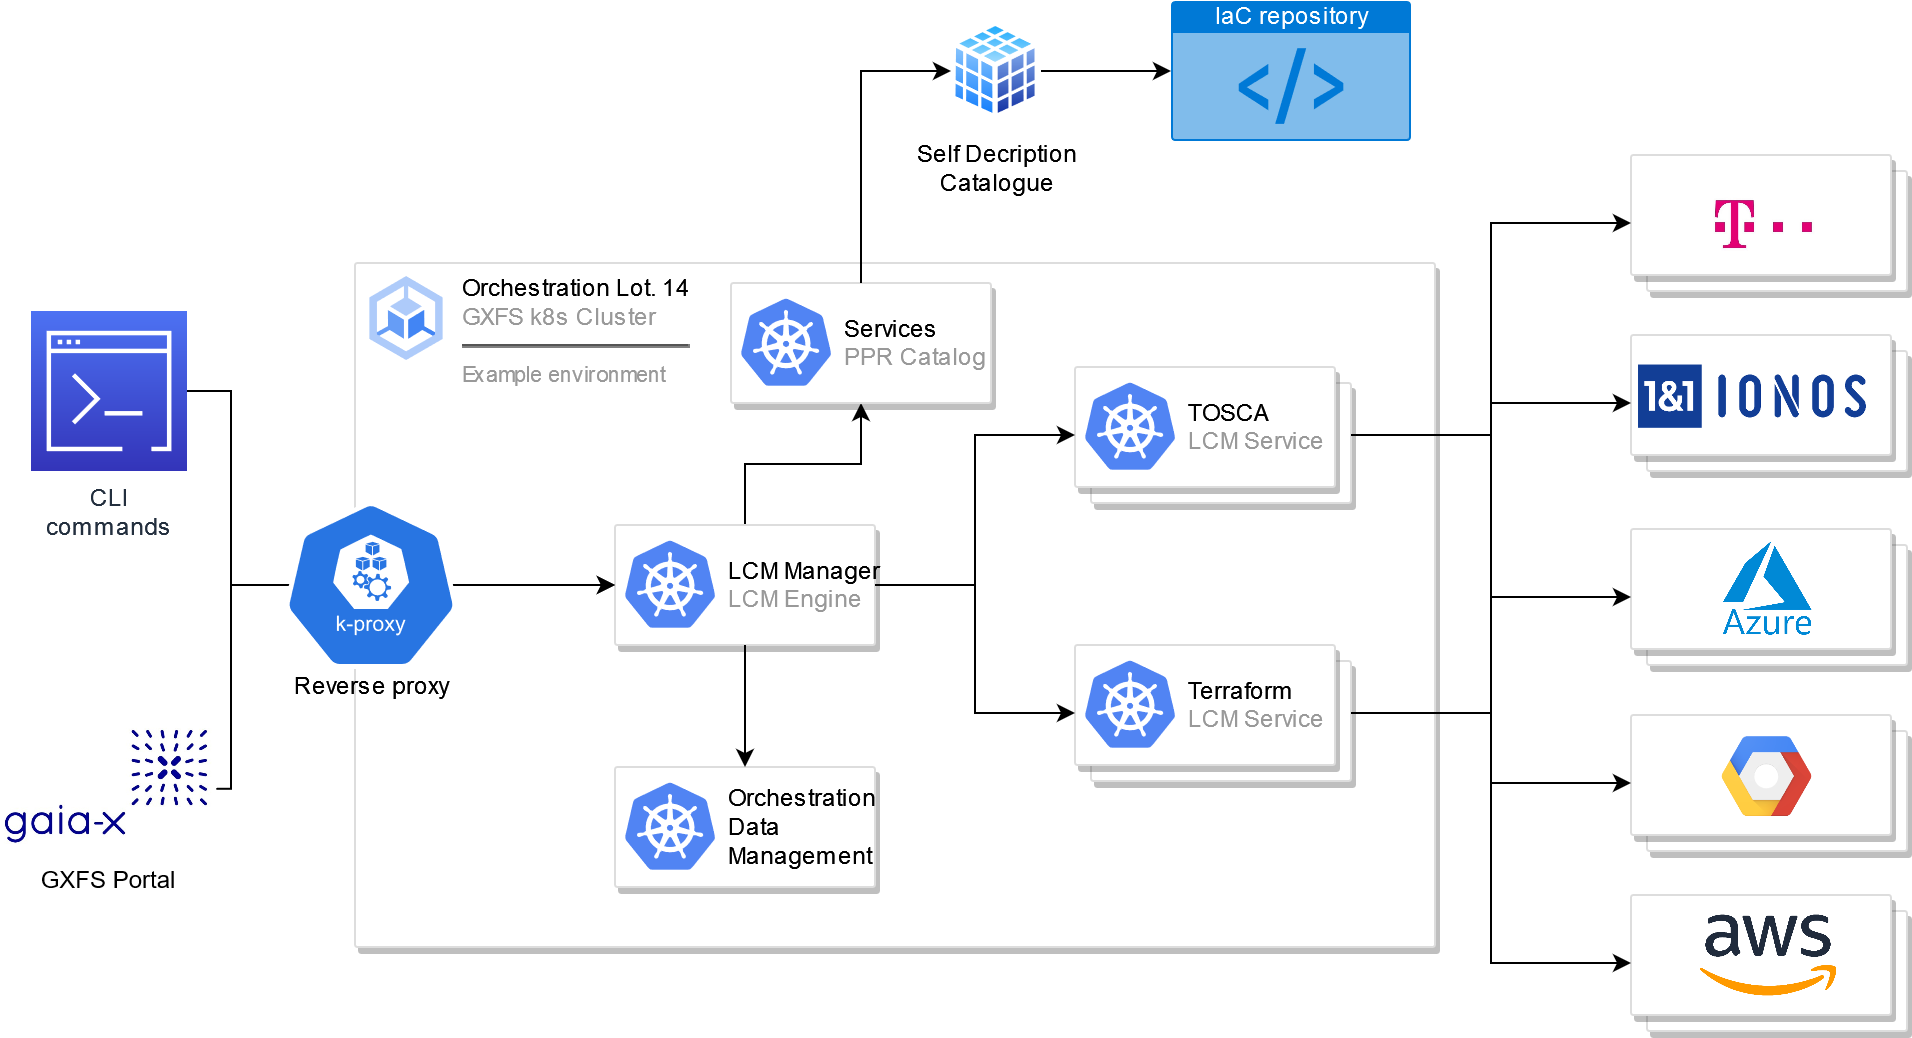 IaC repository
</>
Self Decription
Catalogue
T
Orchestration Lot. 14
GXFS k8s Cluster
Example environment
Services
PPR Catalog
CLI
commands
TOSCA
LCM Service
1&1 IONOS
k-proxy
Reverse proxy
LCM Manager
LCM Engine
Azure
Terraform
LCM Service
gaia-x
GXFS Portal
Orchestration
Data
Management
aws